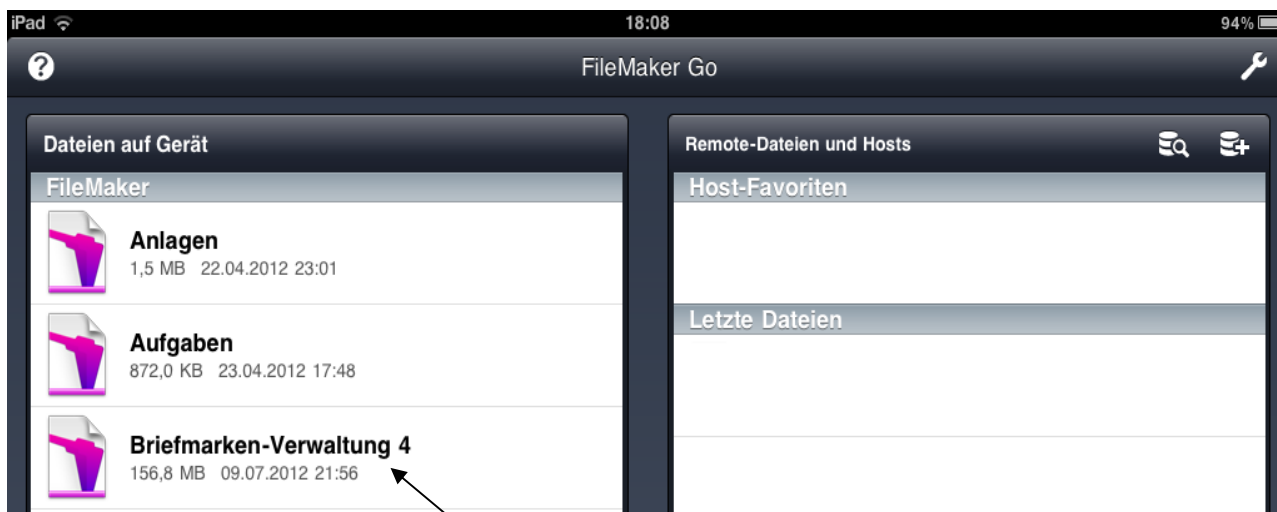 iPad 18:08 94%
FileMaker Go
Dateien auf Gerät
FileMaker
Anlagen
1,5 MB 22.04.2012 23:01
Aufgaben
872,0 KB 23.04.2012 17:48
Briefmarken-Verwaltung 4
156,8 MB 09.07.2012 21:56
Remote-Dateien und Hosts
Host-Favoriten
Letzte Dateien